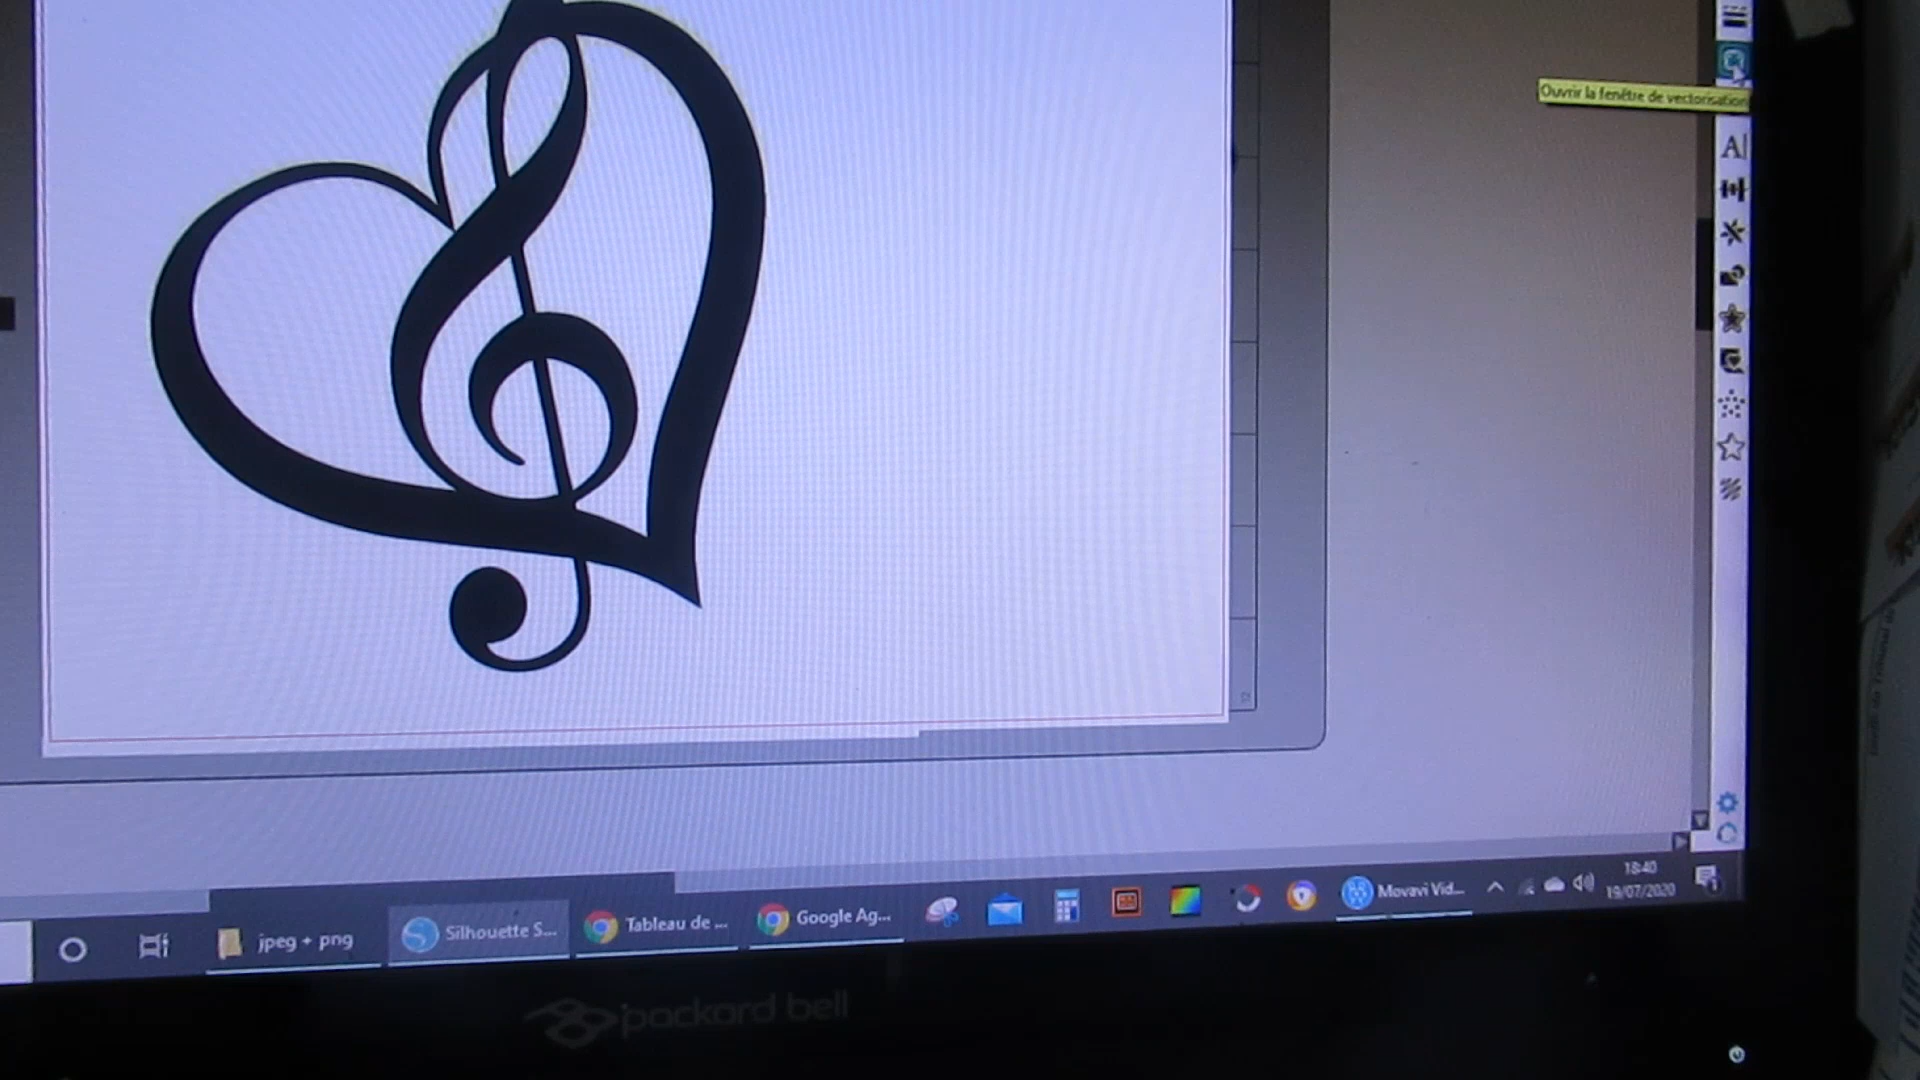 Ouvrir la fenêtre de vectorisation
A
12
18:40
19/07/2020
jpeg + png
Silhouette S...
Tableau de ...
Google Ag...
Movavi Vid...
packard bell